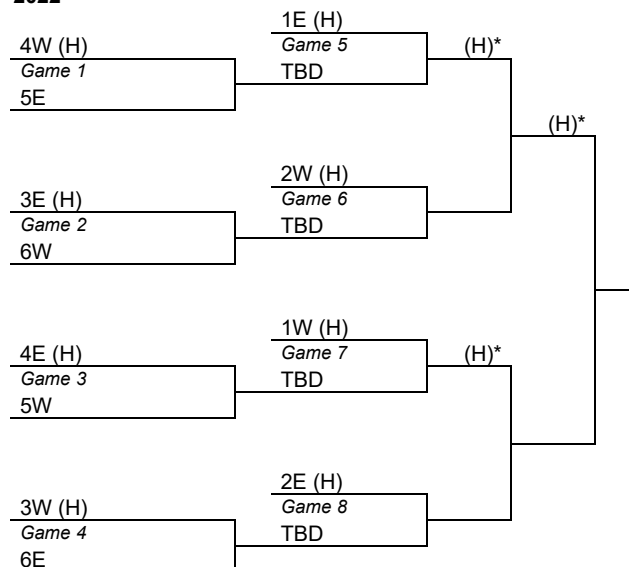 2022
1E (H)
4W (H)
Game 5
(H)*
Game 1
TBD
5E
(H)*
2W (H)
3E (H)
Game 6
Game 2
TBD
6W
1W (H)
4E (H)
Game 7
(H)*
Game 3
TBD
5W
2E (H)
3W (H)
Game 8
Game 4
TBD
6E